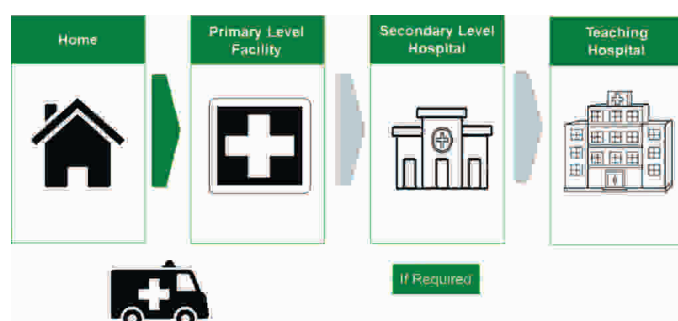 Home
Primary Level
Facility
Secondary Level
Hospital
Teaching
Hospital
If Required